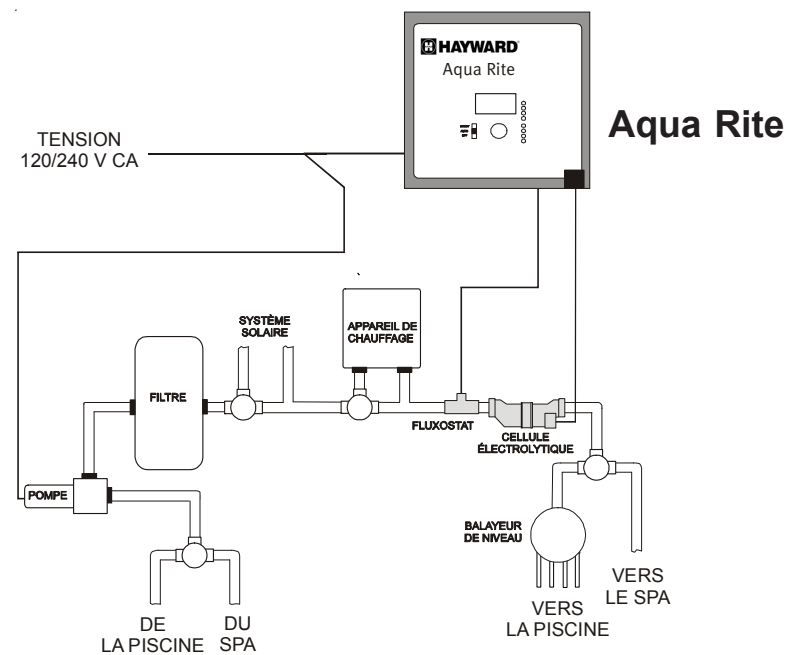 HAYWARD
Aqua Rite
Aqua Rite
TENSION
120/240 V CA
SYSTÈME
SOLAIRE
APPAREIL DE
CHAUFFAGE
FILTRE
FLUXOSTAT
CELLULE
ÉLECTROLYTIQUE
POMPE
BALAYEUR
DE NIVEAU
VERS
LE SPA
VERS
LA PISCINE
DE
LA PISCINE
DU
SPA